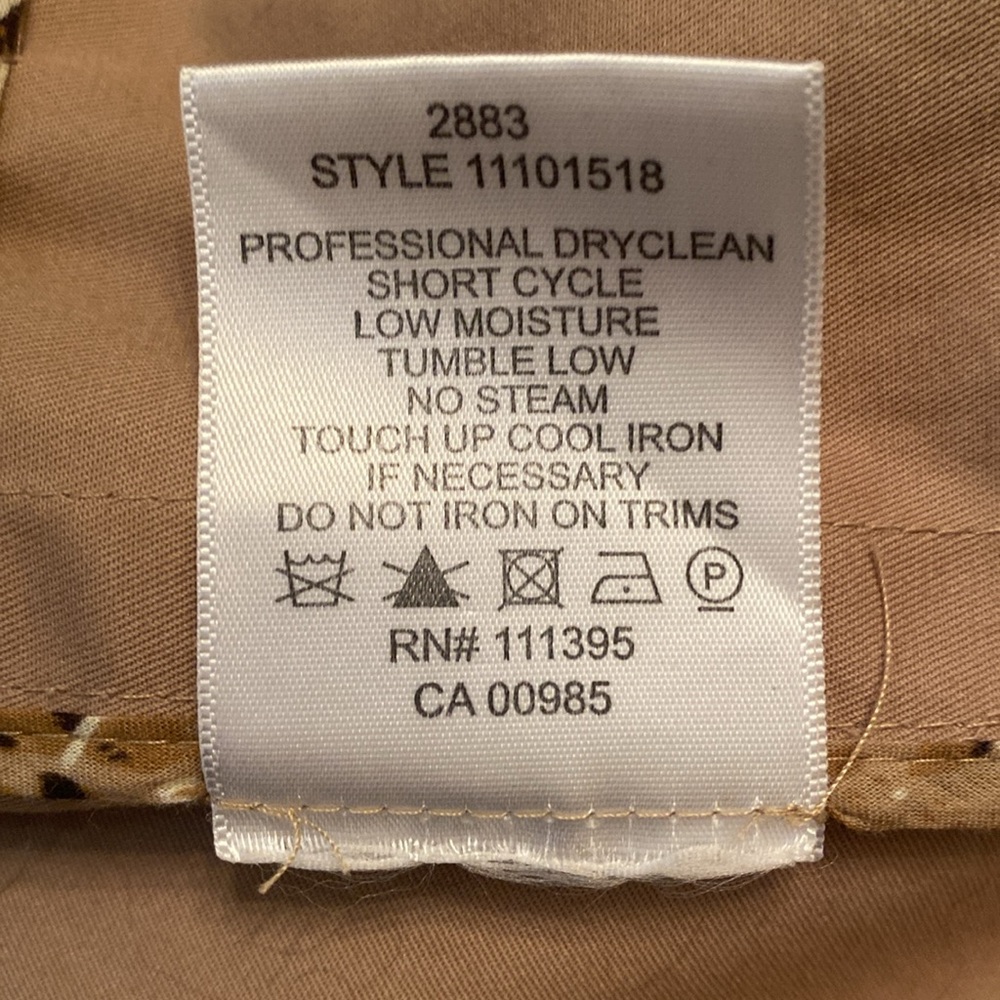 2883
STYLE 11101518
PROFESSIONAL DRYCLEAN
SHORT CYCLE
LOW MOISTURE
TUMBLE LOW
NO STEAM
TOUCH UP COOL IRON
IF NECESSARY
DO NOT IRON ON TRIMS
P
RN# 111395
CA 00985